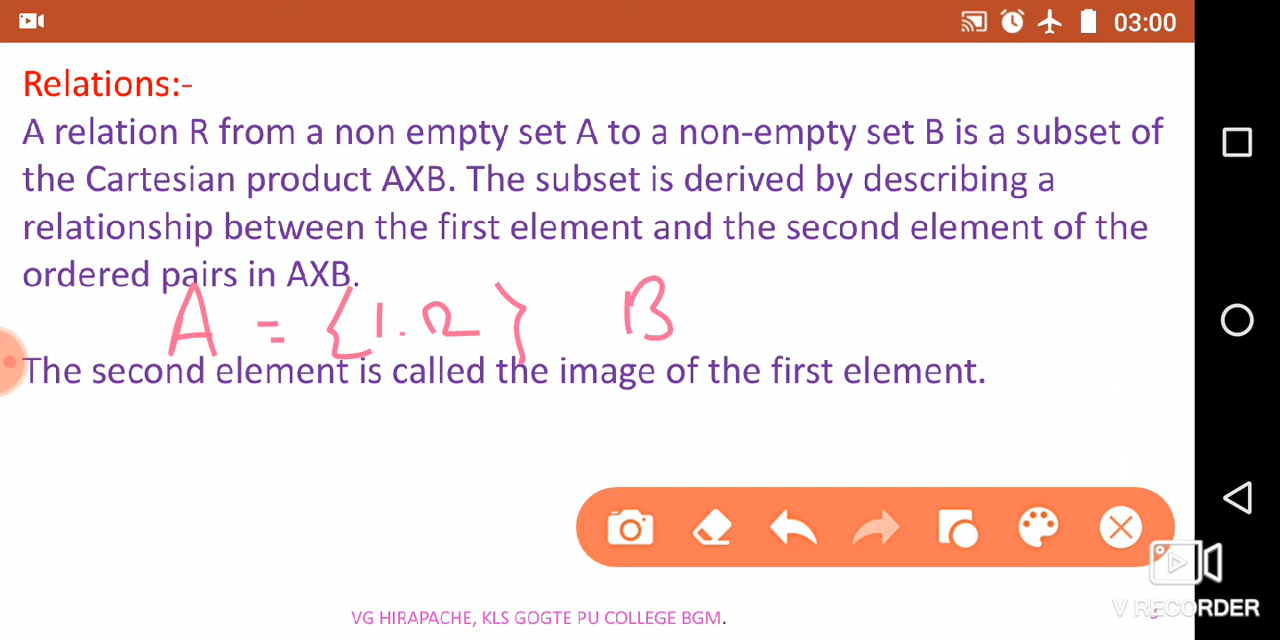 03:00
Relations:-
A relation R from a non empty set A to a non-empty set B is a subset of
the Cartesian product AXB. The subset is derived by describing a
relationship between the first element and the second element of the
ordered pairs in AXB.
A = {1.2} B
The second element is called the image of the first element.
V RECORDER
VG HIRAPACHE, KLS GOGTE PU COLLEGE BGM.